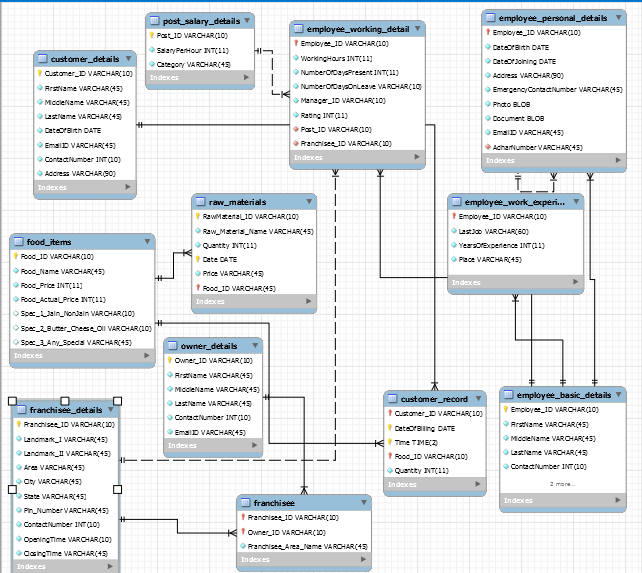 post_salary_details
Post_ID VARCHAR(10)
SalaryPerHour INT(11)
Category VARCHAR(45)
Indexes
employee_working_detail
Employee_ID VARCHAR(10)
WorkingHours INT(11)
NumberOfDaysPresent INT(11)
NumberOfDaysOnLeave VARCHAR(10)
Manager_ID VARCHAR(10)
Rating INT(11)
Post_ID VARCHAR(10)
Franchisee_ID VARCHAR(10)
Indexes
employee_personal_details
Employee_ID VARCHAR(10)
DateOfBirth DATE
DateOfJoining DATE
Address VARCHAR(90)
EmergencyContactNumber VARCHAR(45)
Photo BLOB
Document BLOB
EmailID VARCHAR(45)
AdharNumber VARCHAR(45)
Indexes
customer_details
Customer_ID VARCHAR(10)
FirstName VARCHAR(45)
MiddleName VARCHAR(45)
LastName VARCHAR(45)
DateOfBirth DATE
EmailID VARCHAR(45)
ContactNumber INT(10)
Address VARCHAR(90)
Indexes
raw_materials
RawMaterial_ID VARCHAR(10)
Raw_Material_Name VARCHAR(45)
Quantity INT(11)
Date DATE
Price VARCHAR(45)
Food_ID VARCHAR(10)
Indexes
employee_work_experi...
Employee_ID VARCHAR(10)
LastJob VARCHAR(60)
YearsOfExperience INT(11)
Place VARCHAR(45)
Indexes
food_items
Food_ID VARCHAR(10)
Food_Name VARCHAR(45)
Food_Price INT(11)
Food_Actual_Price INT(11)
Spec_1_Jain_NonJain VARCHAR(10)
Spec_2_Butter_Cheese_Oil VARCHAR(10)
Spec_3_Any_Special VARCHAR(45)
Indexes
owner_details
Owner_ID VARCHAR(10)
FirstName VARCHAR(45)
MiddleName VARCHAR(45)
LastName VARCHAR(45)
ContactNumber INT(10)
EmailID VARCHAR(45)
Indexes
customer_record
Customer_ID VARCHAR(10)
DateOfBilling DATE
Time TIME(2)
Food_ID VARCHAR(10)
Quantity INT(11)
Indexes
employee_basic_details
Employee_ID VARCHAR(10)
FirstName VARCHAR(45)
MiddleName VARCHAR(45)
LastName VARCHAR(45)
ContactNumber INT(10)
2 more...
Indexes
franchisee_details
Franchisee_ID VARCHAR(10)
Landmark_I VARCHAR(45)
Landmark_II VARCHAR(45)
Area VARCHAR(45)
City VARCHAR(45)
State VARCHAR(45)
Pin_Number VARCHAR(45)
ContactNumber INT(10)
OpeningTime VARCHAR(10)
ClosingTime VARCHAR(45)
Indexes
franchisee
Franchisee_ID VARCHAR(10)
Owner_ID VARCHAR(10)
Franchisee_Area_Name VARCHAR(45)
Indexes